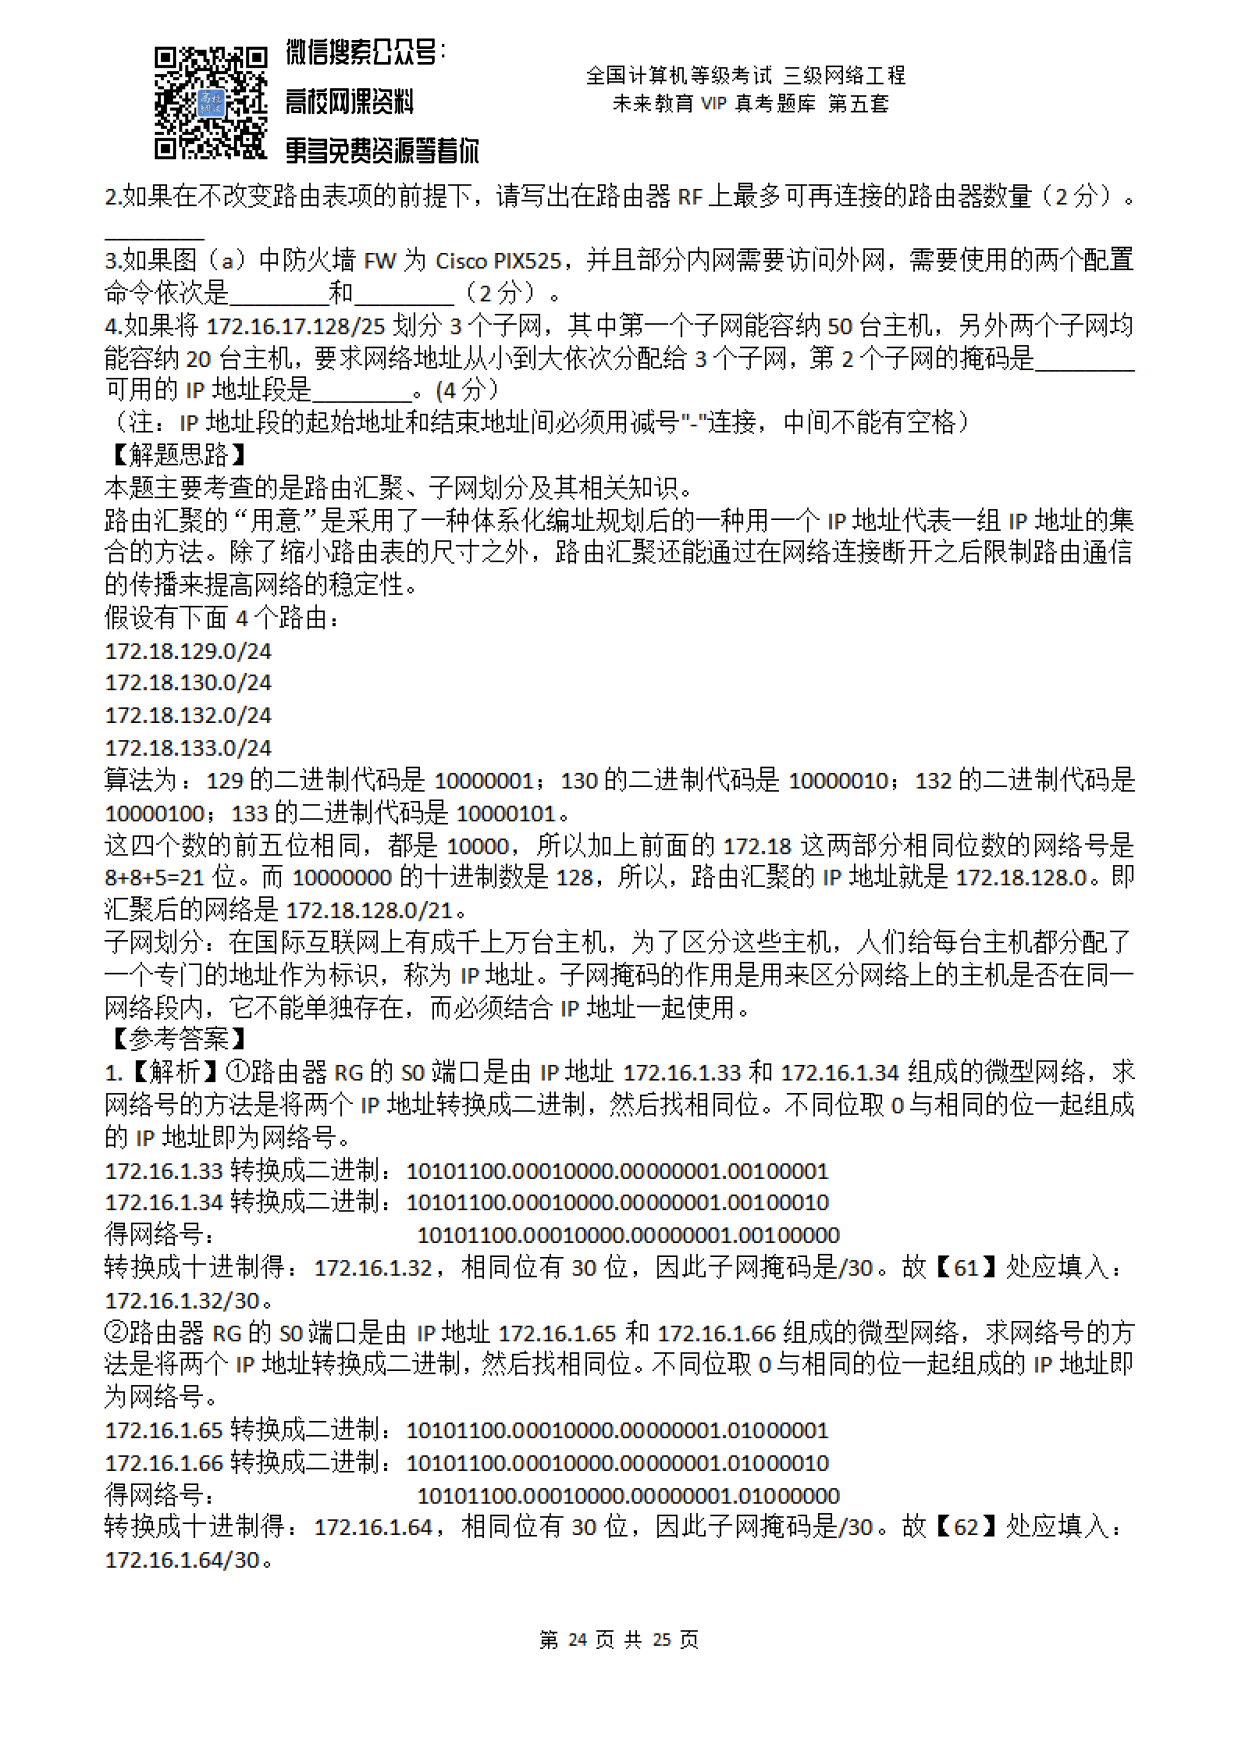 微信搜索公众号：
高校网课资料
更多免费资源等着你
全国计算机等级考试 三级网络工程
未来教育 VIP 真考题库 第五套
2.如果在不改变路由表项的前提下，请写出在路由器 RF 上最多可再连接的路由器数量（2 分）。
________
3.如果图（a）中防火墙 FW 为 Cisco PIX525，并且部分内网需要访问外网，需要使用的两个配置
命令依次是________和________（2 分）。
4.如果将 172.16.17.128/25 划分 3 个子网，其中第一个子网能容纳 50 台主机，另外两个子网均
能容纳 20 台主机，要求网络地址从小到大依次分配给 3 个子网，第 2 个子网的掩码是________
可用的 IP 地址段是________。(4 分）
（注：IP 地址段的起始地址和结束地址间必须用减号"-"连接，中间不能有空格）
【解题思路】
本题主要考查的是路由汇聚、子网划分及其相关知识。
路由汇聚的“用意”是采用了一种体系化编址规划后的一种用一个 IP 地址代表一组 IP 地址的集
合的方法。除了缩小路由表的尺寸之外，路由汇聚还能通过在网络连接断开之后限制路由通信
的传播来提高网络的稳定性。
假设有下面 4 个路由：
172.18.129.0/24
172.18.130.0/24
172.18.132.0/24
172.18.133.0/24
算法为：129 的二进制代码是 10000001；130 的二进制代码是 10000010；132 的二进制代码是
10000100；133 的二进制代码是 10000101。
这四个数的前五位相同，都是 10000，所以加上前面的 172.18 这两部分相同位数的网络号是
8+8+5=21 位。而 10000000 的十进制数是 128，所以，路由汇聚的 IP 地址就是 172.18.128.0。即
汇聚后的网络是 172.18.128.0/21。
子网划分：在国际互联网上有成千上万台主机，为了区分这些主机，人们给每台主机都分配了
一个专门的地址作为标识，称为 IP 地址。子网掩码的作用是用来区分网络上的主机是否在同一
网络段内，它不能单独存在，而必须结合 IP 地址一起使用。
【参考答案】
1.【解析】①路由器 RG 的 S0 端口是由 IP 地址 172.16.1.33 和 172.16.1.34 组成的微型网络，求
网络号的方法是将两个 IP 地址转换成二进制，然后找相同位。不同位取 0 与相同的位一起组成
的 IP 地址即为网络号。
172.16.1.33 转换成二进制：10101100.00010000.00000001.00100001
172.16.1.34 转换成二进制：10101100.00010000.00000001.00100010
得网络号： 10101100.00010000.00000001.00100000
转换成十进制得：172.16.1.32，相同位有 30 位，因此子网掩码是/30。故【61】处应填入：
172.16.1.32/30。
②路由器 RG 的 S0 端口是由 IP 地址 172.16.1.65 和 172.16.1.66 组成的微型网络，求网络号的方
法是将两个 IP 地址转换成二进制，然后找相同位。不同位取 0 与相同的位一起组成的 IP 地址即
为网络号。
172.16.1.65 转换成二进制：10101100.00010000.00000001.01000001
172.16.1.66 转换成二进制：10101100.00010000.00000001.01000010
得网络号： 10101100.00010000.00000001.01000000
转换成十进制得：172.16.1.64，相同位有 30 位，因此子网掩码是/30。故【62】处应填入：
172.16.1.64/30。
第 24 页 共 25 页